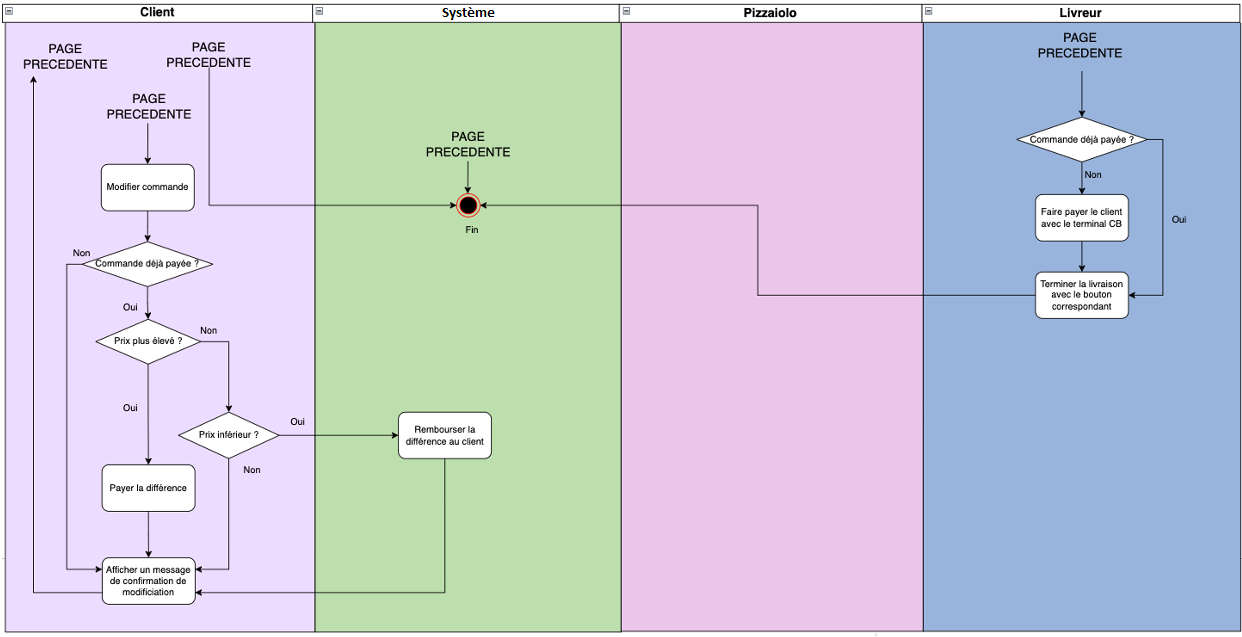 Client
Système
Pizzaiolo
Livreur
PAGE
PRECEDENTE
PAGE
PRECEDENTE
PAGE
PRECEDENTE
Modifier commande
Non
Commande déjà payée ?
Oui
Prix plus élevé ?
Non
Oui
Prix inférieur ?
Oui
Non
Payer la différence
Afficher un message
de confirmation de
modificiation
PAGE
PRECEDENTE
Fin
Rembourser la
différence au client
PAGE
PRECEDENTE
Commande déjà payée ?
Non
Faire payer le client
avec le terminal CB
Oui
Terminer la livraison
avec le bouton
correspondant